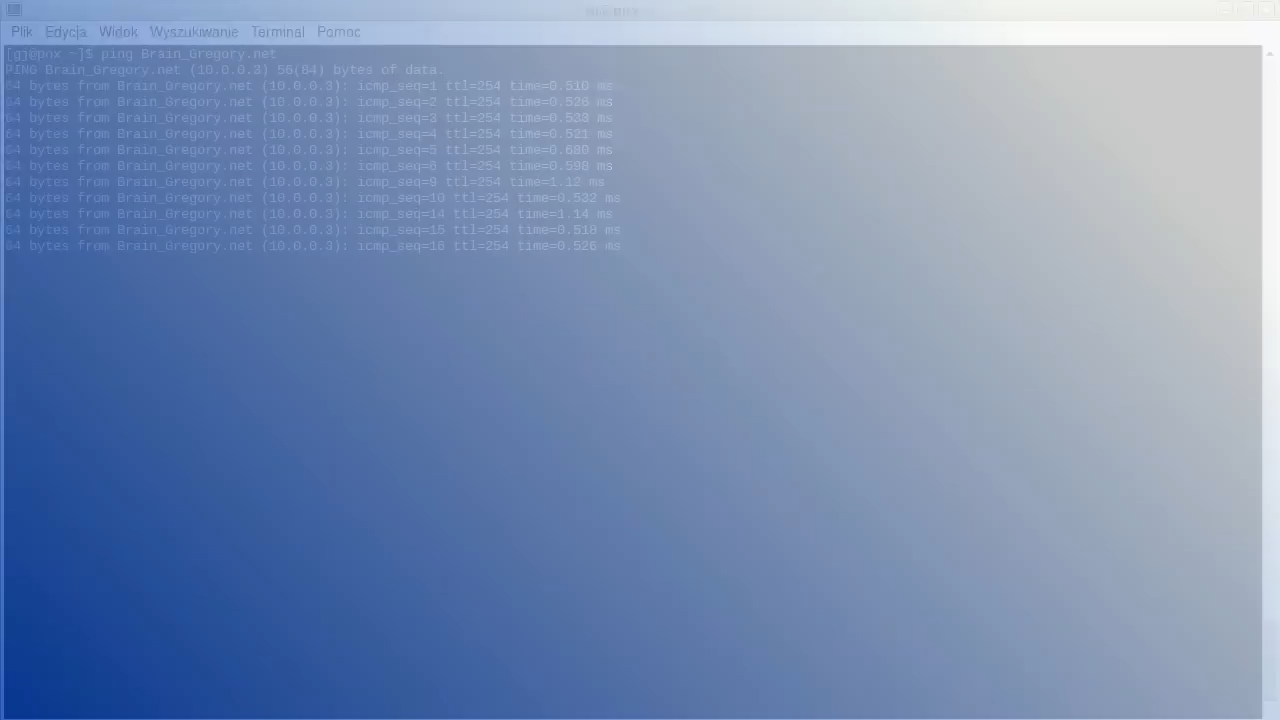 Plik Edycja Widok Wyszukiwanie Terminal Pomoc
[gj@pnx ~]$ ping Brain_Gregory.net
PING Brain_Gregory.net (10.0.0.3) 56(84) bytes of data.
64 bytes from Brain_Gregory.net (10.0.0.3): icmp_seq=1 ttl=254 time=0.510 ms
64 bytes from Brain_Gregory.net (10.0.0.3): icmp_seq=2 ttl=254 time=0.526 ms
64 bytes from Brain_Gregory.net (10.0.0.3): icmp_seq=3 ttl=254 time=0.533 ms
64 bytes from Brain_Gregory.net (10.0.0.3): icmp_seq=4 ttl=254 time=0.521 ms
64 bytes from Brain_Gregory.net (10.0.0.3): icmp_seq=5 ttl=254 time=0.680 ms
64 bytes from Brain_Gregory.net (10.0.0.3): icmp_seq=6 ttl=254 time=0.598 ms
64 bytes from Brain_Gregory.net (10.0.0.3): icmp_seq=9 ttl=254 time=1.12 ms
64 bytes from Brain_Gregory.net (10.0.0.3): icmp_seq=10 ttl=254 time=0.532 ms
64 bytes from Brain_Gregory.net (10.0.0.3): icmp_seq=14 ttl=254 time=1.14 ms
64 bytes from Brain_Gregory.net (10.0.0.3): icmp_seq=15 ttl=254 time=0.518 ms
64 bytes from Brain_Gregory.net (10.0.0.3): icmp_seq=16 ttl=254 time=0.526 ms